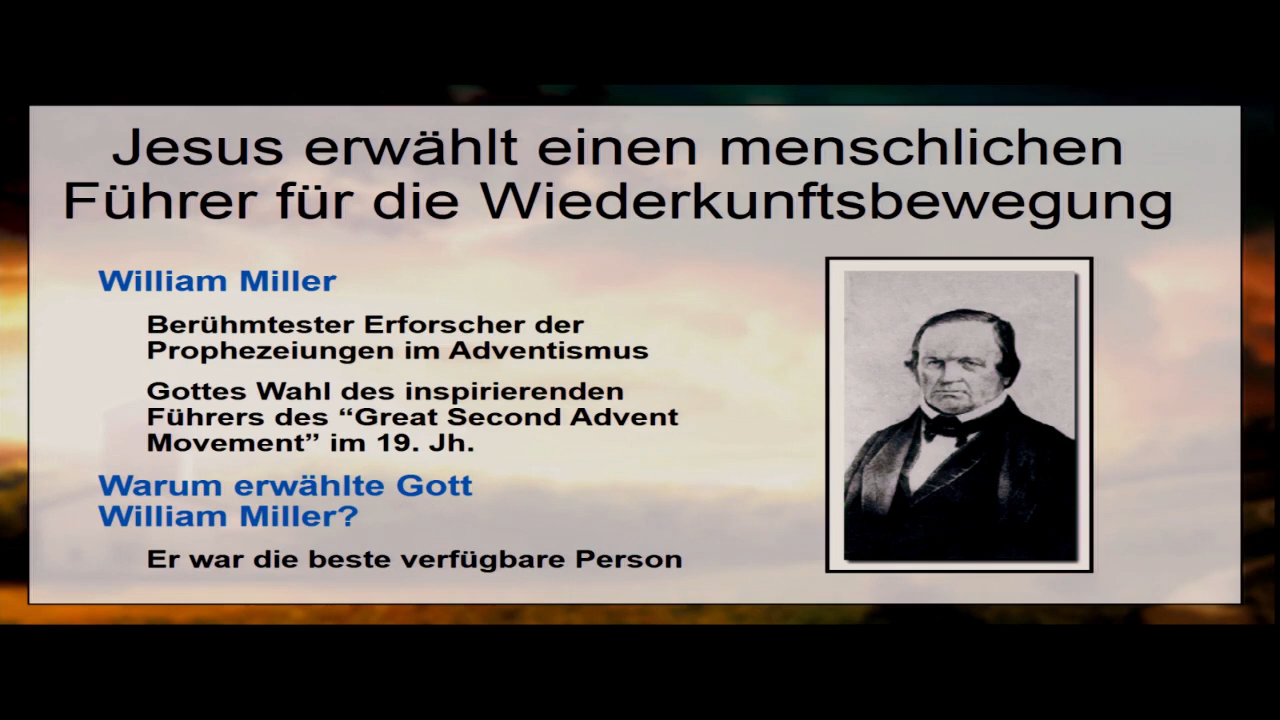 Jesus erwählt einen menschlichen
Führer für die Wiederkunftsbewegung
William Miller
Berühmtester Erforscher der
Prophezeiungen im Adventismus
Gottes Wahl des inspirierenden
Führers des “Great Second Advent
Movement” im 19. Jh.
Warum erwählte Gott
William Miller?
Er war die beste verfügbare Person